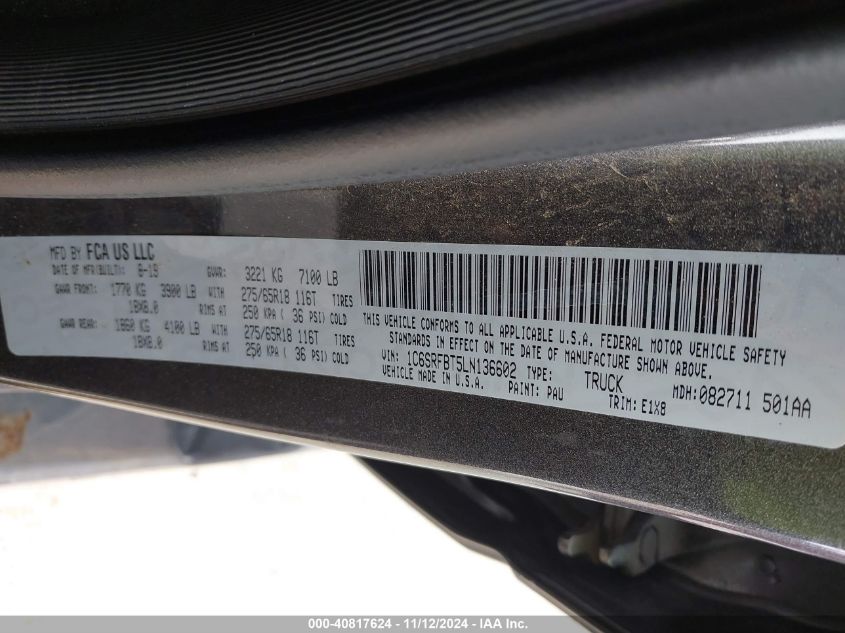 MFD BY FCA US LLC
DATE OF MFR(BUILT): 8-19 GVWR: 3221 KG 7100 LB
GAWR FRONT: 1770 KG 3900 LB WITH 275/65R18 116T TIRES
18X8.0 RIMS AT 250 KPA ( 36 PSI) COLD
GAWR REAR: 1860 KG 4100 LB WITH 275/65R18 116T TIRES
18X8.0 RIMS AT 250 KPA ( 36 PSI) COLD
THIS VEHICLE CONFORMS TO ALL APPLICABLE U.S.A. FEDERAL MOTOR VEHICLE SAFETY
STANDARDS IN EFFECT ON THE DATE OF MANUFACTURE SHOWN ABOVE.
VIN: 1C6SRFBT5LN136602 TYPE: TRUCK MDH:082711 501AA
VEHICLE MADE IN U.S.A. PAINT: PAU TRIM: E1X8
000-40817624 - 11/12/2024 - IAA Inc.